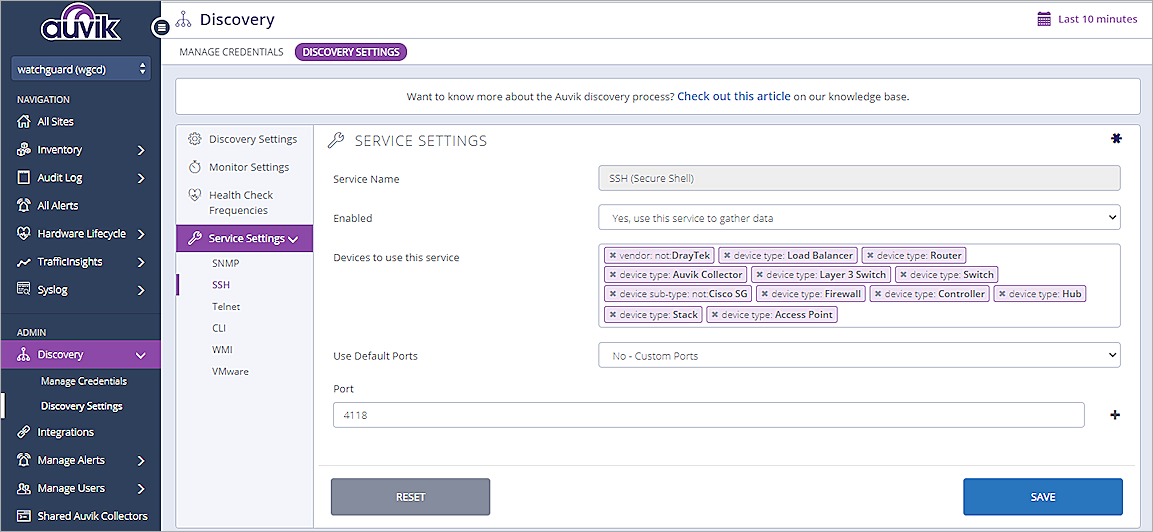 auvik
Discovery
Last 10 minutes
MANAGE CREDENTIALS
DISCOVERY SETTINGS
watchguard (wgcd)
NAVIGATION
All Sites
Inventory
Audit Log
All Alerts
Hardware Lifecycle
TrafficInsights
Syslog
ADMIN
Discovery
Manage Credentials
Discovery Settings
Integrations
Manage Alerts
Manage Users
Shared Auvik Collectors
Want to know more about the Auvik discovery process? Check out this article on our knowledge base.
Discovery Settings
Monitor Settings
Health Check
Frequencies
Service Settings
SNMP
SSH
Telnet
CLI
WMI
VMware
SERVICE SETTINGS
Service Name
SSH (Secure Shell)
Enabled
Yes, use this service to gather data
Devices to use this service
× vendor: not:DrayTek × device type: Load Balancer × device type: Router
× device type: Auvik Collector × device type: Layer 3 Switch × device type: Switch
× device sub-type: not:Cisco SG × device type: Firewall × device type: Controller × device type: Hub
× device type: Stack × device type: Access Point
Use Default Ports
No - Custom Ports
Port
4118
RESET
SAVE